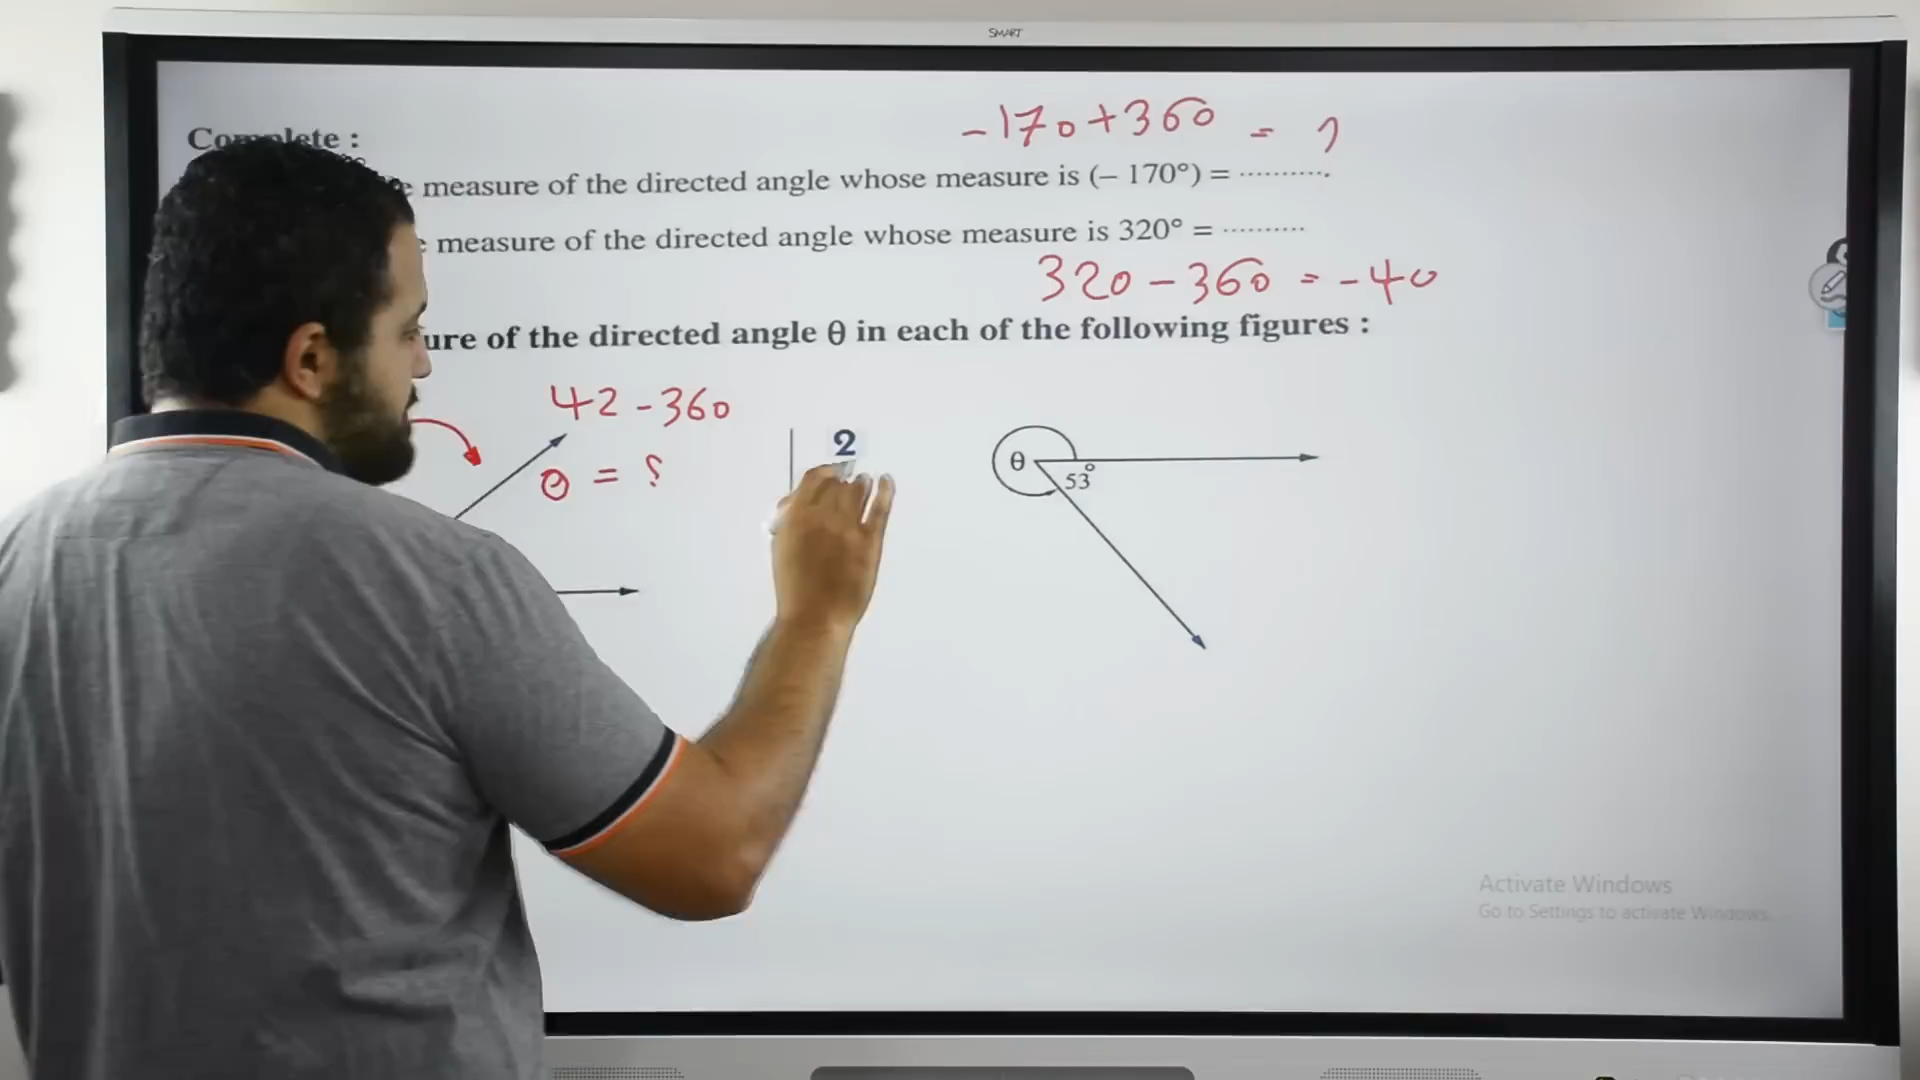 SMART
-170+360 = ?
Complete :
measure of the directed angle whose measure is (– 170°) = ..........
measure of the directed angle whose measure is 320° = ..........
320-360 = -40
of the directed angle θ in each of the following figures :
42-360
θ = ?
2
θ
53°
Activate Windows
Go to Settings to activate Windows.